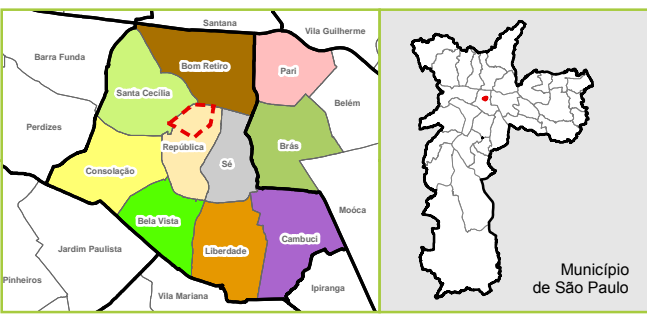 Santana
Vila Guilherme
Barra Funda
Bom Retiro
Pari
Santa Cecília
Belém
Perdizes
República
Sé
Brás
Consolação
Moóca
Bela Vista
Jardim Paulista
Liberdade
Cambuci
Pinheiros
Vila Mariana
Ipiranga
Município
de São Paulo